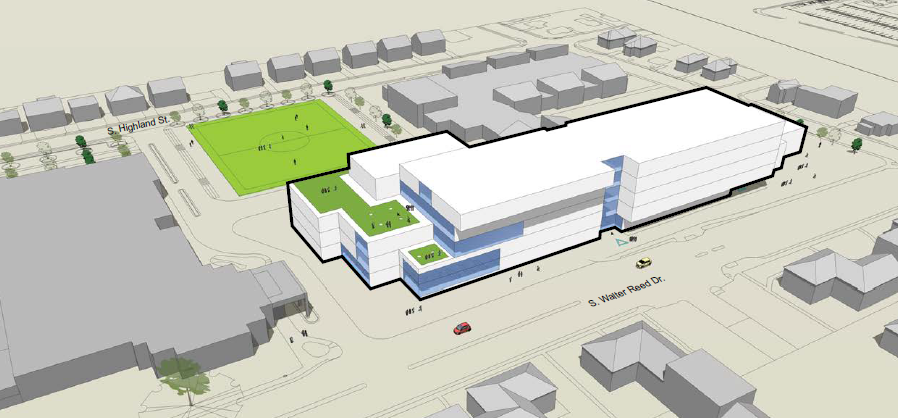 S. Highland St.
S. Walter Reed Dr.